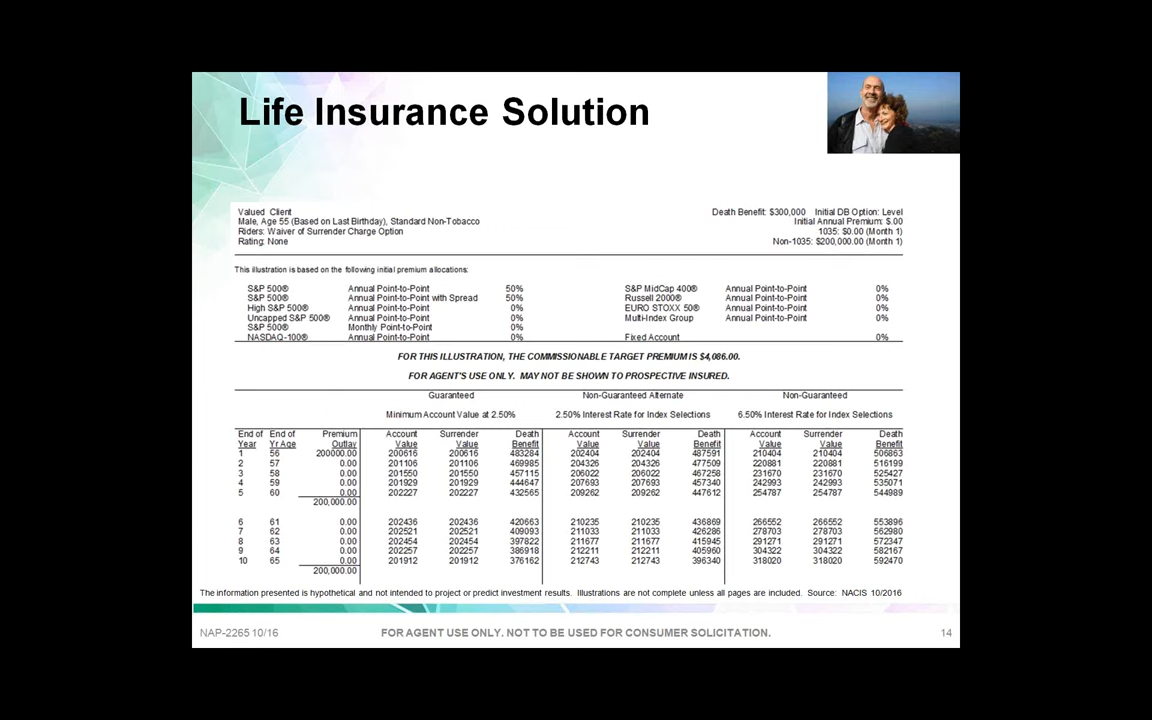 Life Insurance Solution
Valued Client
Male, Age 55 (Based on Last Birthday), Standard Non-Tobacco
Riders: Waiver of Surrender Charge Option
Rating: None
Death Benefit: $300,000 Initial DB Option: Level
Initial Annual Premium: $.00
1035: $0.00 (Month 1)
Non-1035: $200,000.00 (Month 1)
This illustration is based on the following initial premium allocations:
S&P 500® Annual Point-to-Point 50% S&P MidCap 400® Annual Point-to-Point 0%
S&P 500® Annual Point-to-Point with Spread 50% Russell 2000® Annual Point-to-Point 0%
High S&P 500® Annual Point-to-Point 0% EURO STOXX 50® Annual Point-to-Point 0%
Uncapped S&P 500® Annual Point-to-Point 0% Multi-Index Group Annual Point-to-Point 0%
S&P 500® Monthly Point-to-Point 0%
NASDAQ-100® Annual Point-to-Point 0% Fixed Account 0%
FOR THIS ILLUSTRATION, THE COMMISSIONABLE TARGET PREMIUM IS $4,086.00.
FOR AGENT'S USE ONLY. MAY NOT BE SHOWN TO PROSPECTIVE INSURED.
Guaranteed Non-Guaranteed Alternate Non-Guaranteed
Minimum Account Value at 2.50% 2.50% Interest Rate for Index Selections 6.50% Interest Rate for Index Selections
End of End of Premium Account Surrender Death Account Surrender Death Account Surrender Death
Year Yr Age Outlay Value Value Benefit Value Value Benefit Value Value Benefit
1 56 200000.00 200616 200616 483284 202404 202404 487591 210404 210404 506863
2 57 0.00 201106 201106 469985 204326 204326 477509 220881 220881 516199
3 58 0.00 201550 201550 457115 206022 206022 467258 231670 231670 525427
4 59 0.00 201929 201929 444647 207693 207693 457340 242993 242993 535071
5 60 0.00 202227 202227 432565 209262 209262 447612 254787 254787 544989
200,000.00
6 61 0.00 202436 202436 420663 210235 210235 436869 266552 266552 553896
7 62 0.00 202521 202521 409093 211033 211033 426286 278703 278703 562980
8 63 0.00 202454 202454 397822 211677 211677 415945 291271 291271 572347
9 64 0.00 202257 202257 386918 212211 212211 405960 304322 304322 582167
10 65 0.00 201912 201912 376162 212743 212743 396340 318020 318020 592470
200,000.00
The information presented is hypothetical and not intended to project or predict investment results. Illustrations are not complete unless all pages are included. Source: NACIS 10/2016
NAP-2265 10/16 FOR AGENT USE ONLY. NOT TO BE USED FOR CONSUMER SOLICITATION. 14